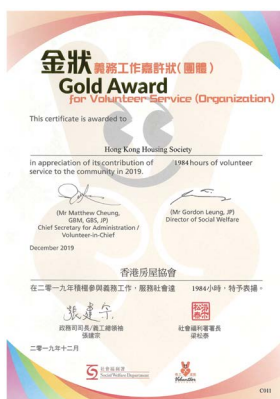 金狀 義務工作嘉許狀(團體)
Gold Award
for Volunteer Service (Organization)
This certificate is awarded to
Hong Kong Housing Society
in appreciation of its contribution of 1984 hours of volunteer
service to the community in 2019.
(Mr Matthew Cheung,
GBM, GBS, JP)
Chief Secretary for Administration /
Volunteer-in-Chief
(Mr Gordon Leung, JP)
Director of Social Welfare
December 2019
香港房屋協會
在二零一九年積極參與義務工作，服務社會達 1984小時，特予表揚。
張建宗
政務司司長/義工總領袖
張建宗
社會福利署署長
梁松泰
二零一九年十二月
社會福利署
Social Welfare Department
Volunteer
C011